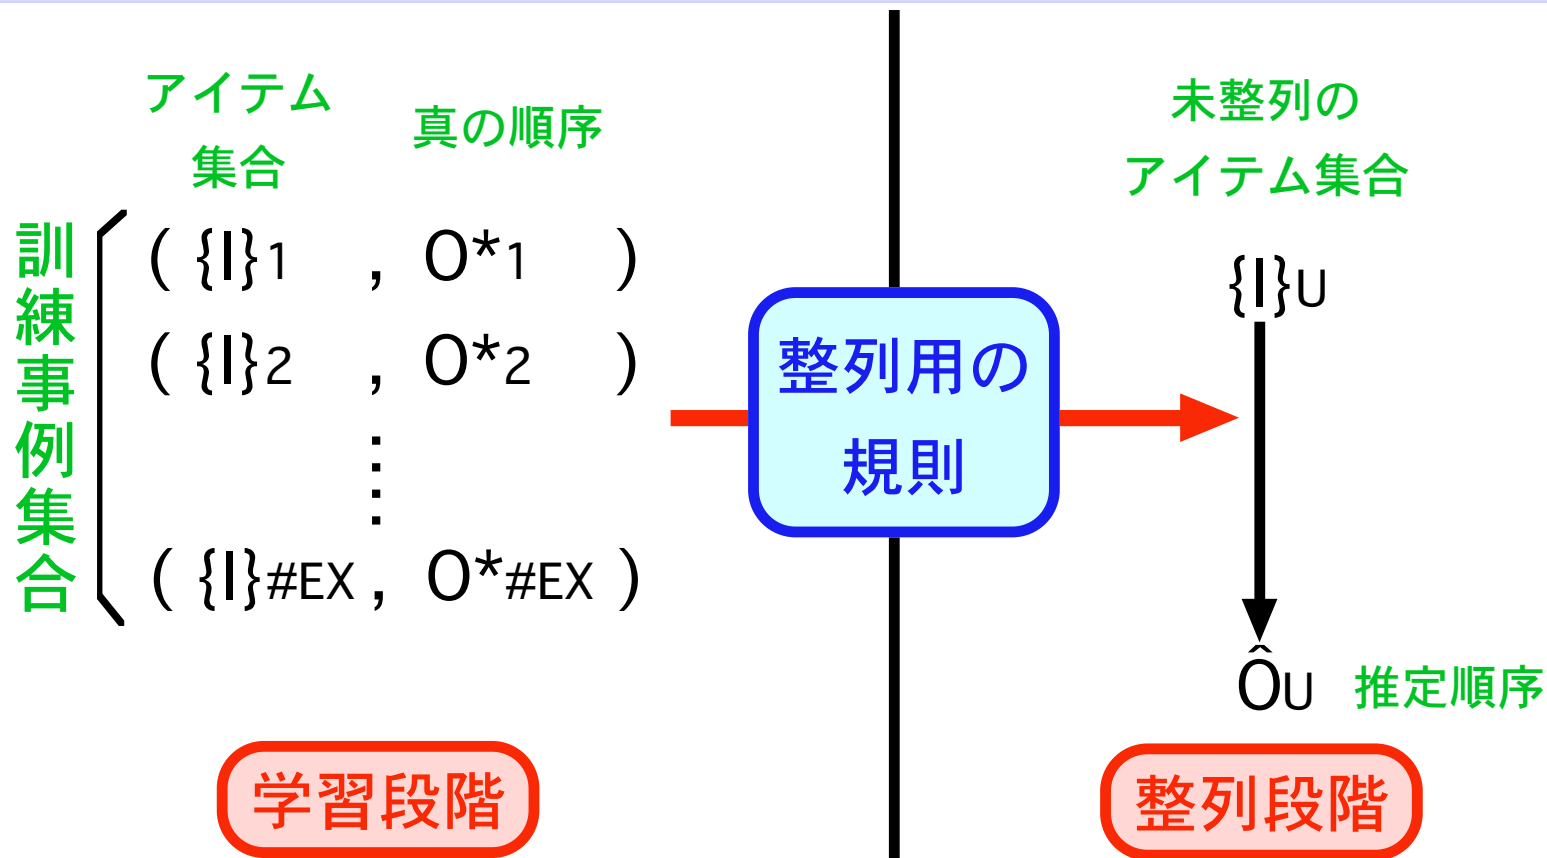 アイテム
集合
真の順序
訓練事例集合
( {I}1 , O*1 )
( {I}2 , O*2 )
⋮
( {I}#EX , O*#EX )
学習段階
整列用の
規則
未整列の
アイテム集合
{I}U
ÔU
推定順序
整列段階